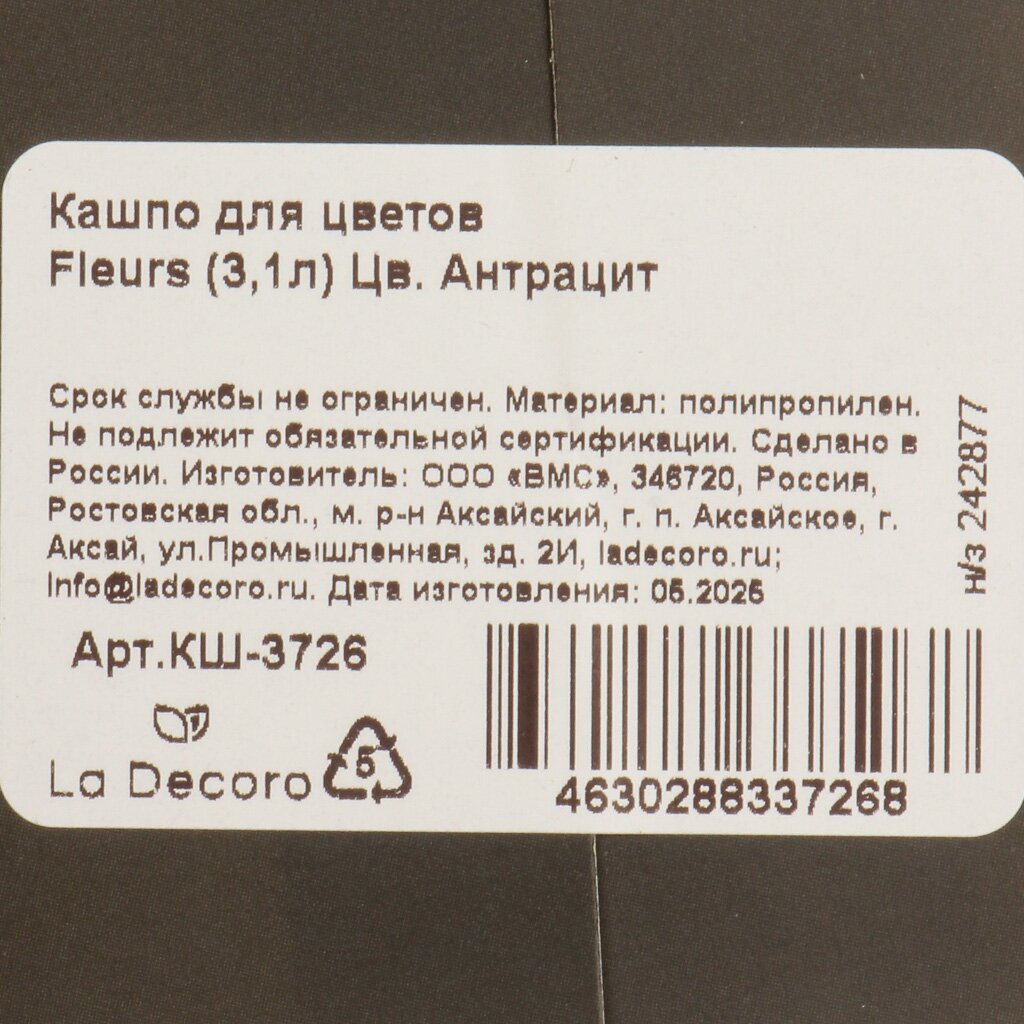 Кашпо для цветов
Fleurs (3,1л) Цв. Антрацит
Срок службы не ограничен. Материал: полипропилен.
Не подлежит обязательной сертификации. Сделано в
России. Изготовитель: ООО «ВМС», 346720, Россия,
Ростовская обл., м. р-н Аксайский, г. п. Аксайское, г.
Аксай, ул.Промышленная, зд. 2И, ladecoro.ru;
Info@ladecoro.ru. Дата изготовления: 05.2025
н/з 242877
Арт.КШ-3726
La Decoro
5
4630288337268